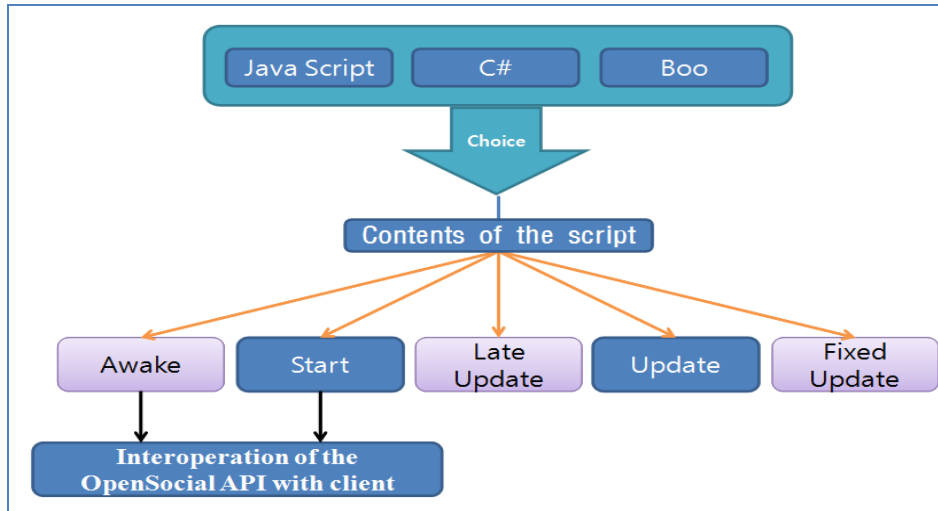 Java Script
C#
Boo
Choice
Contents of the script
Awake
Start
Late
Update
Update
Fixed
Update
Interoperation of the
OpenSocial API with client